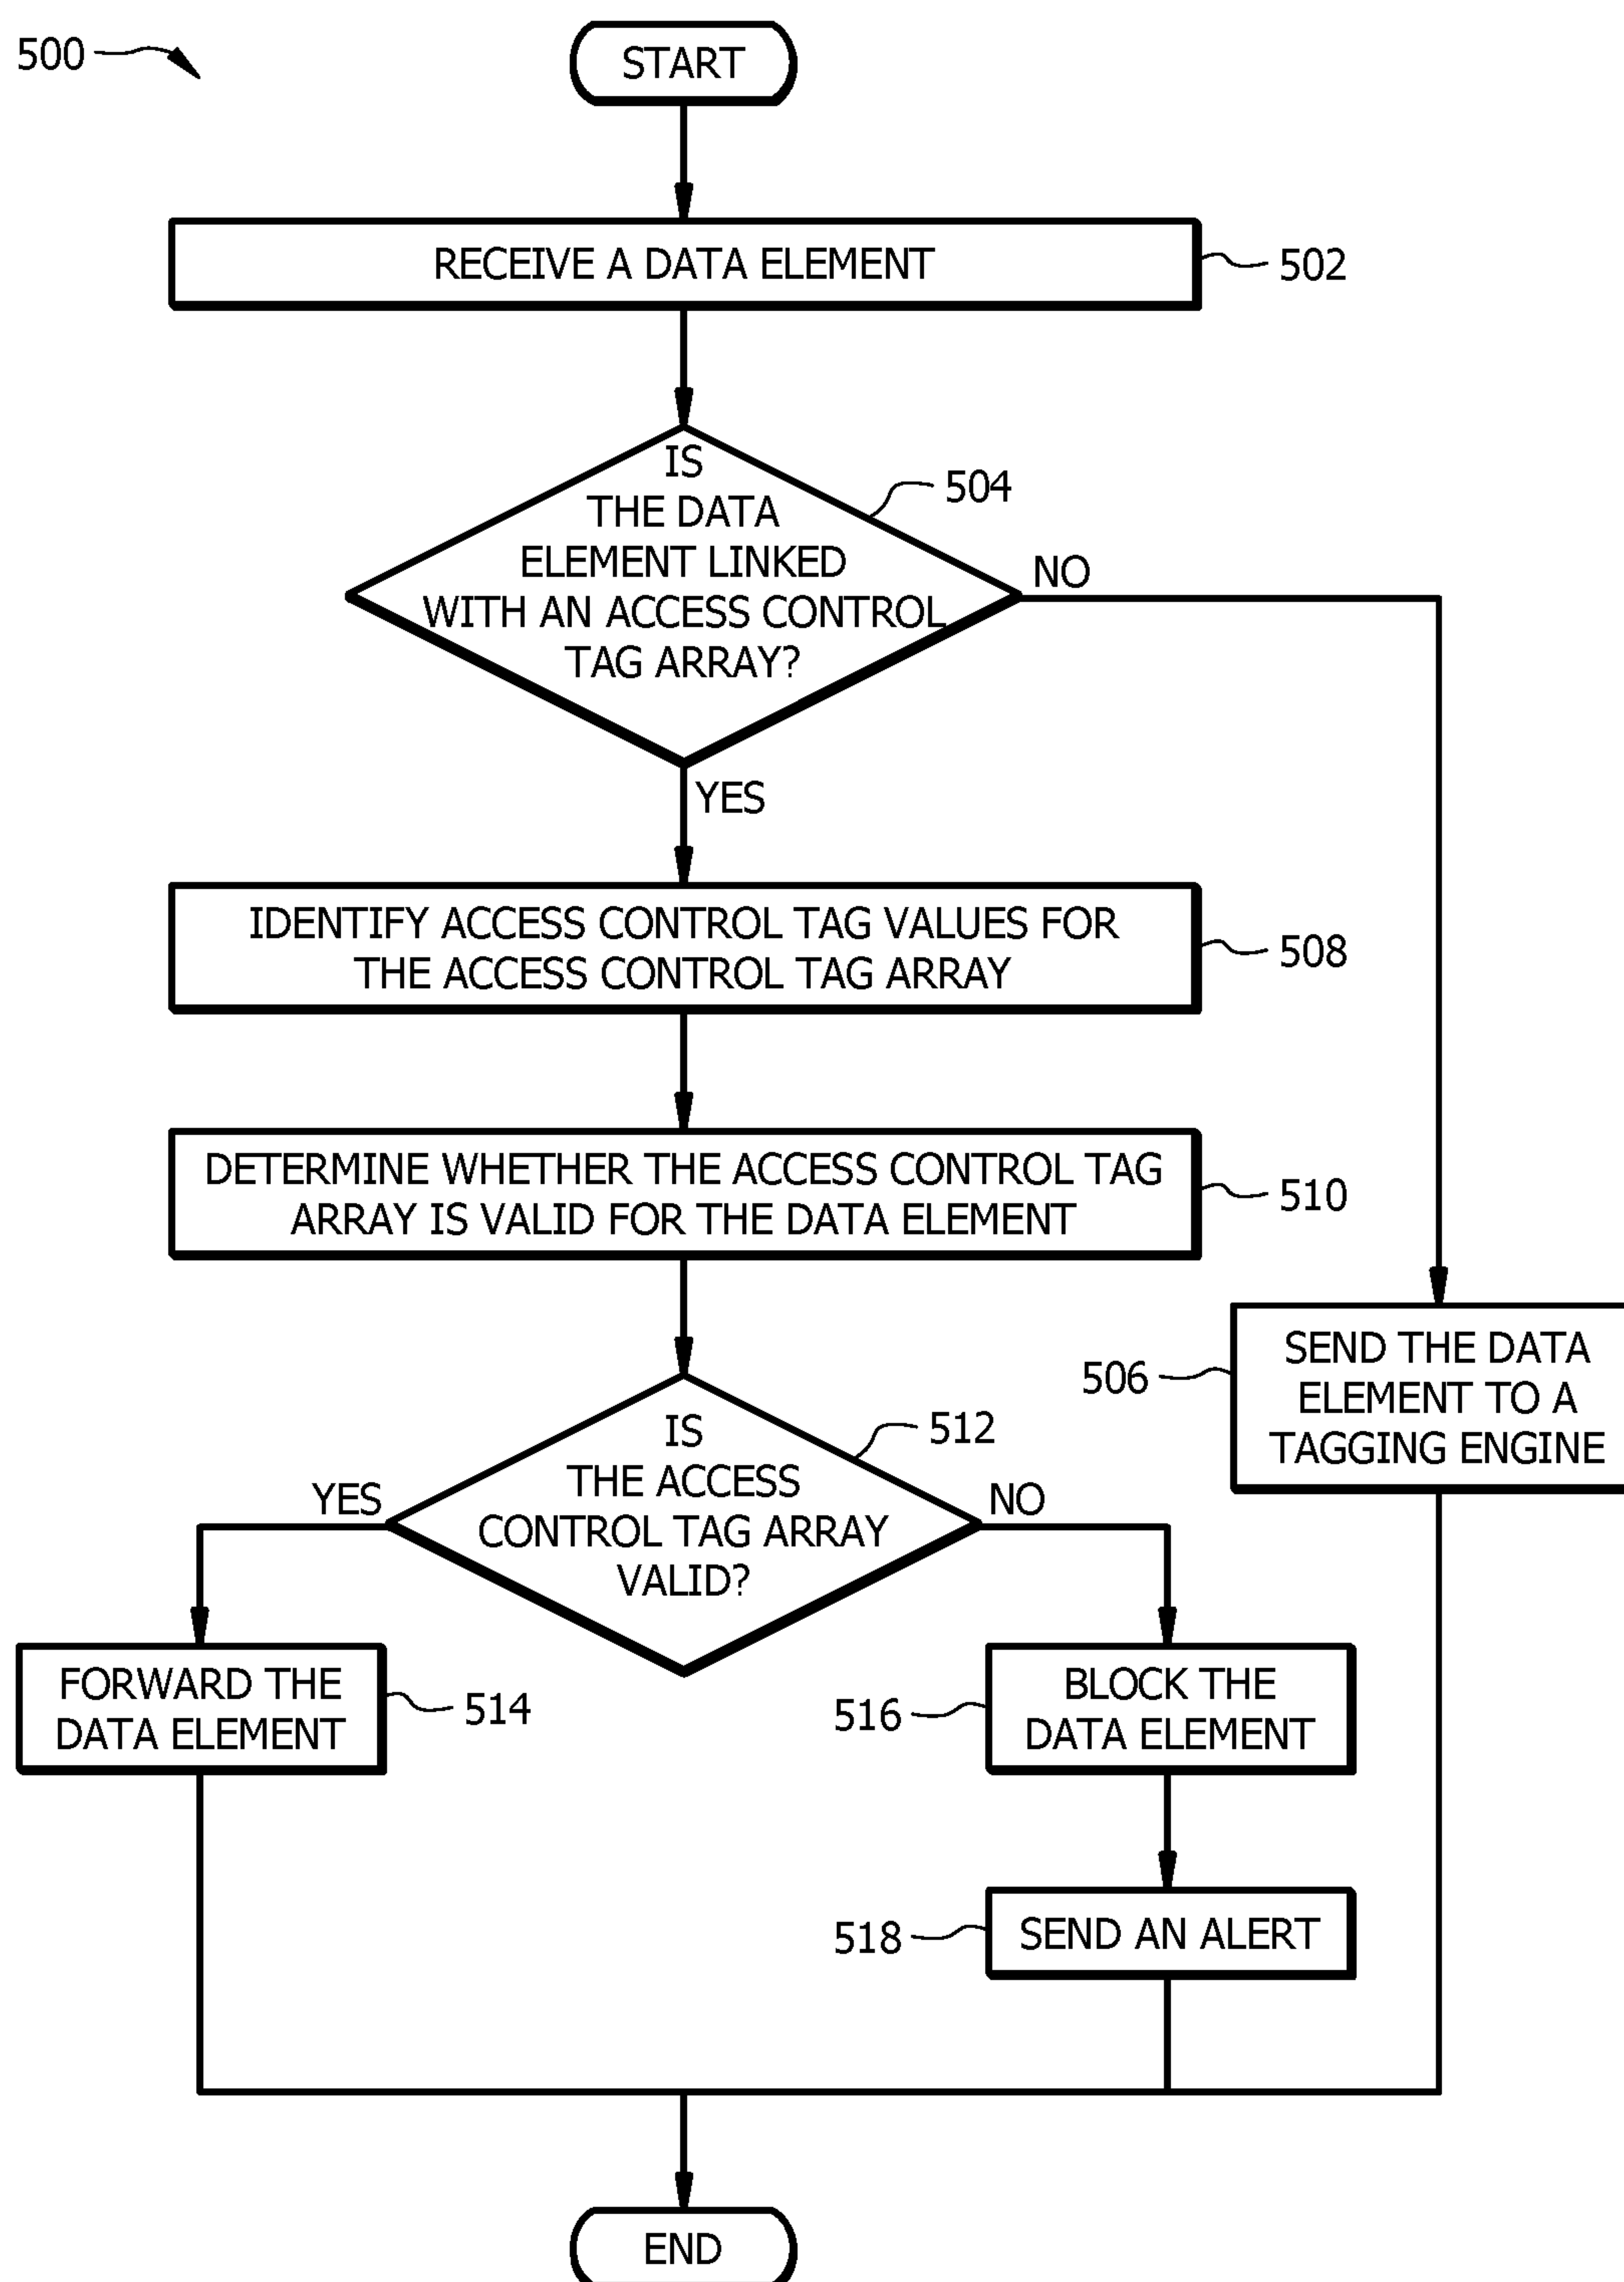 500
START
RECEIVE A DATA ELEMENT
502
IS
THE DATA
ELEMENT LINKED
WITH AN ACCESS CONTROL
TAG ARRAY?
504
NO
YES
IDENTIFY ACCESS CONTROL TAG VALUES FOR
THE ACCESS CONTROL TAG ARRAY
508
DETERMINE WHETHER THE ACCESS CONTROL TAG
ARRAY IS VALID FOR THE DATA ELEMENT
510
506
SEND THE DATA
ELEMENT TO A
TAGGING ENGINE
IS
THE ACCESS
CONTROL TAG ARRAY
VALID?
512
YES
NO
FORWARD THE
DATA ELEMENT
514
516
BLOCK THE
DATA ELEMENT
518
SEND AN ALERT
END